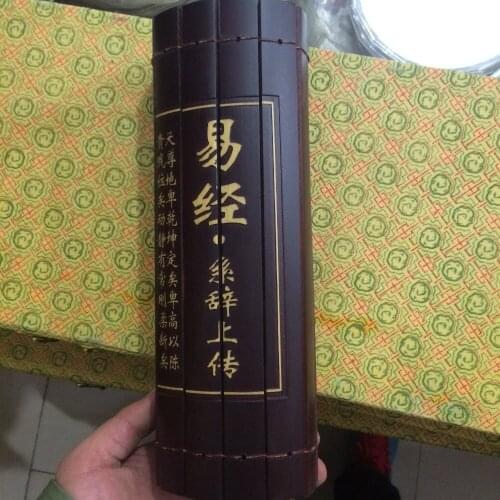 易经·系辞上传
天尊地卑乾坤定矣卑高以陈
贵贱位矣动静有常刚柔断矣